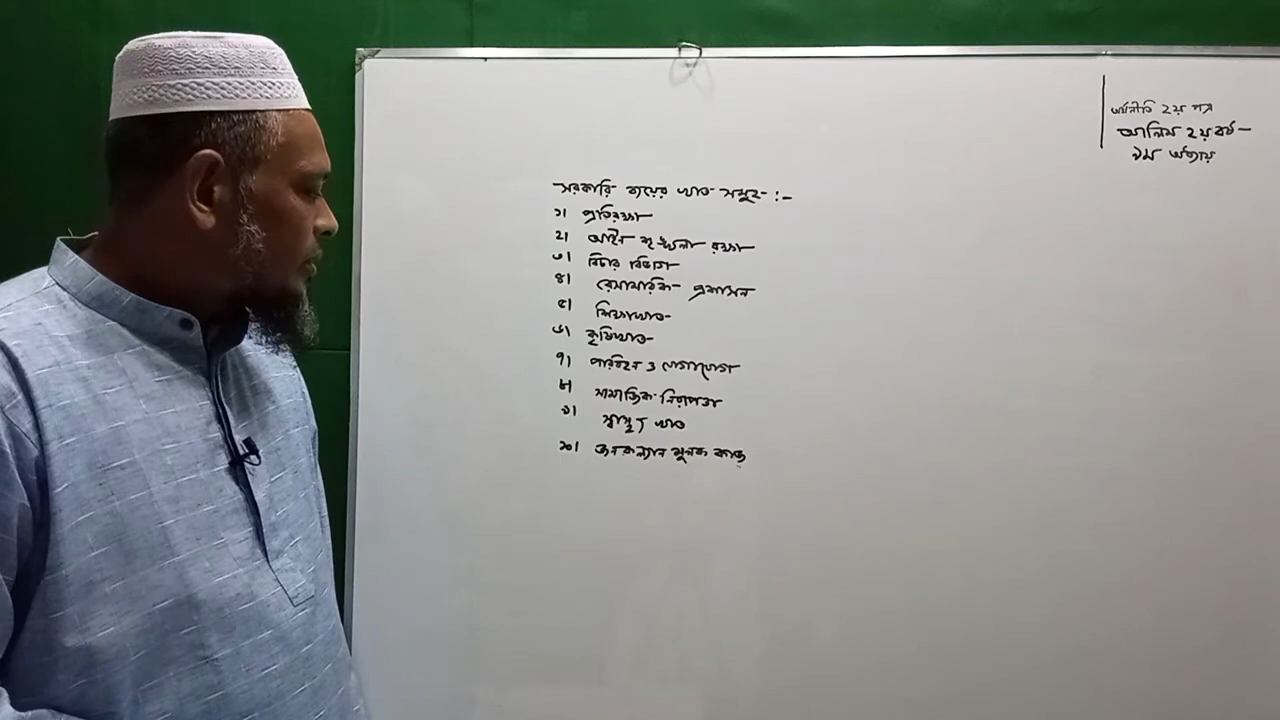 অর্থনীতি ২য় পত্র
আলিম ২য় বর্ষ -
৯ম অধ্যায়
সরকারি ব্যয়ের খাত সমূহ :-
১। প্রতিরক্ষা
২। আইন শৃঙ্খলা রক্ষা
৩। বিচার বিভাগ
৪। বেসামরিক প্রশাসন
৫। শিক্ষাখাত
৬। কৃষিখাত
৭। পরিবহন ও যোগাযোগ
৮। সামাজিক নিরাপত্তা
৯। স্বাস্থ্য খাত
১০। জনকল্যান মূলক কাজ